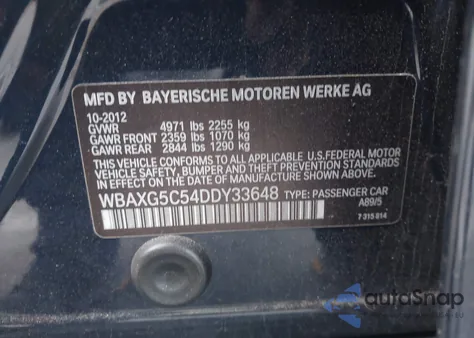 MFD BY BAYERISCHE MOTOREN WERKE AG
10-2012
GVWR 4971 lbs 2255 kg
GAWR FRONT 2359 lbs 1070 kg
GAWR REAR 2844 lbs 1290 kg
THIS VEHICLE CONFORMS TO ALL APPLICABLE U.S.FEDERAL MOTOR
VEHICLE SAFETY, BUMPER, AND THEFT PREVENTION STANDARDS
IN EFFECT ON THE DATE OF MANUFACTURE SHOWN ABOVE.
WBAXG5C54DDY33648 TYPE: PASSENGER CAR
A89/5
7 315 814
autoSnap